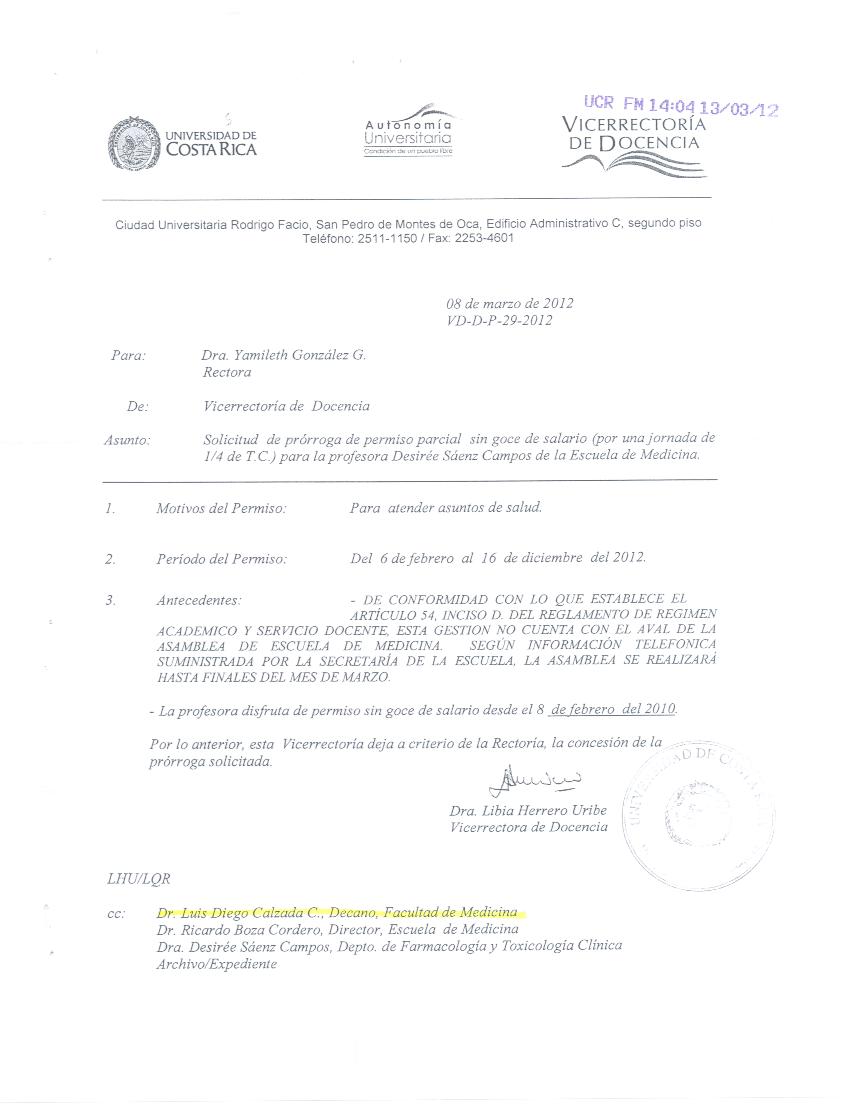 UCR FM 14:04 13/03/12
UNIVERSIDAD DE
COSTA RICA
Autonomía
Universitaria
Condición de un pueblo libre
VICERRECTORÍA
DE DOCENCIA
Ciudad Universitaria Rodrigo Facio, San Pedro de Montes de Oca, Edificio Administrativo C, segundo piso
Teléfono: 2511-1150 / Fax: 2253-4601
08 de marzo de 2012
VD-D-P-29-2012
Para: Dra. Yamileth González G.
Rectora
De: Vicerrectoría de Docencia
Asunto: Solicitud de prórroga de permiso parcial sin goce de salario (por una jornada de
1/4 de T.C.) para la profesora Desirée Sáenz Campos de la Escuela de Medicina.
1. Motivos del Permiso: Para atender asuntos de salud.
2. Período del Permiso: Del 6 de febrero al 16 de diciembre del 2012.
3. Antecedentes: - DE CONFORMIDAD CON LO QUE ESTABLECE EL
ARTÍCULO 54, INCISO D. DEL REGLAMENTO DE REGIMEN
ACADEMICO Y SERVICIO DOCENTE, ESTA GESTION NO CUENTA CON EL AVAL DE LA
ASAMBLEA DE ESCUELA DE MEDICINA. SEGÚN INFORMACIÓN TELEFONICA
SUMINISTRADA POR LA SECRETARÍA DE LA ESCUELA, LA ASAMBLEA SE REALIZARÁ
HASTA FINALES DEL MES DE MARZO.
- La profesora disfruta de permiso sin goce de salario desde el 8 de febrero del 2010.
Por lo anterior, esta Vicerrectoría deja a criterio de la Rectoría, la concesión de la
prórroga solicitada.
Dra. Libia Herrero Uribe
Vicerrectora de Docencia
LHU/LQR
cc: Dr. Luis Diego Calzada C., Decano, Facultad de Medicina
Dr. Ricardo Boza Cordero, Director, Escuela de Medicina
Dra. Desirée Sáenz Campos, Depto. de Farmacología y Toxicología Clínica
Archivo/Expediente